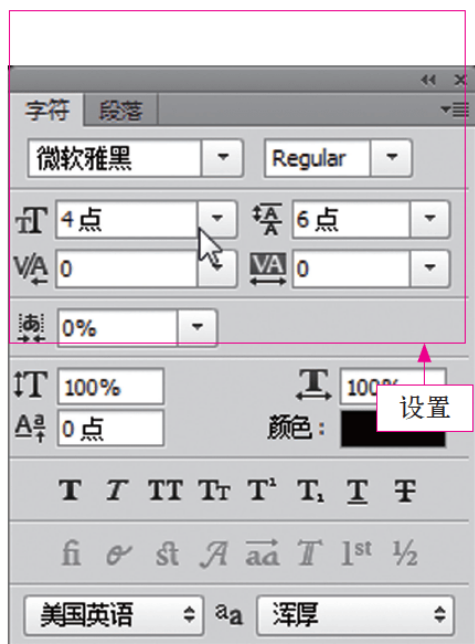 字符 段落
微软雅黑 Regular
4点 6点
0 0
0%
100% 100%
设置
0点 颜色：
T T TT Tr T¹ T₁ T T
fi st A aa T 1st ½
美国英语 aa 浑厚